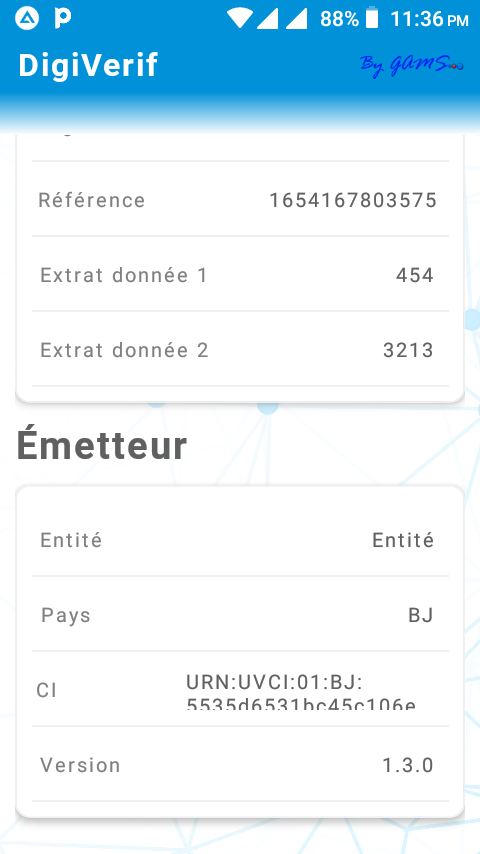 88% 11:36 PM
DigiVerif By GAMS
Référence 1654167803575
Extrat donnée 1 454
Extrat donnée 2 3213
Émetteur
Entité Entité
Pays BJ
CI URN:UVCI:01:BJ:
5535d6531bc45c106e
Version 1.3.0